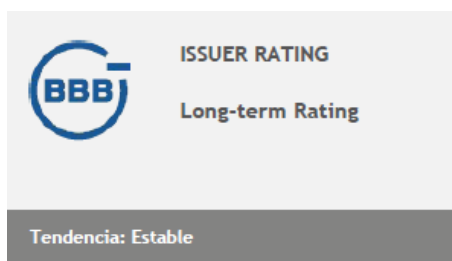 BBB
ISSUER RATING
Long-term Rating
Tendencia: Estable